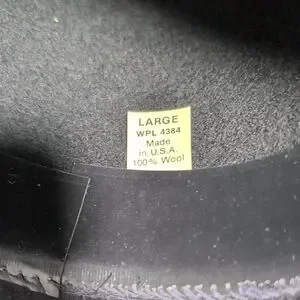 LARGE
WPL 4384
Made
in U.S.A.
100% Wool